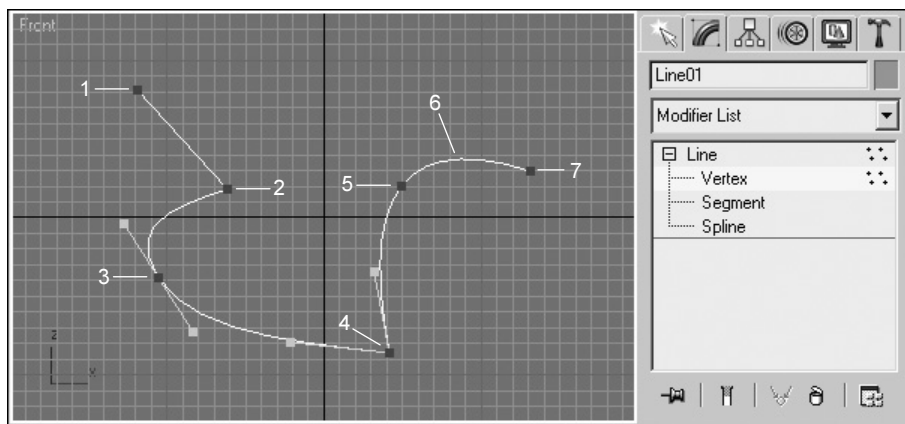 Front
1
2
3
4
5
6
7
z
x
Line01
Modifier List
Line
Vertex
Segment
Spline